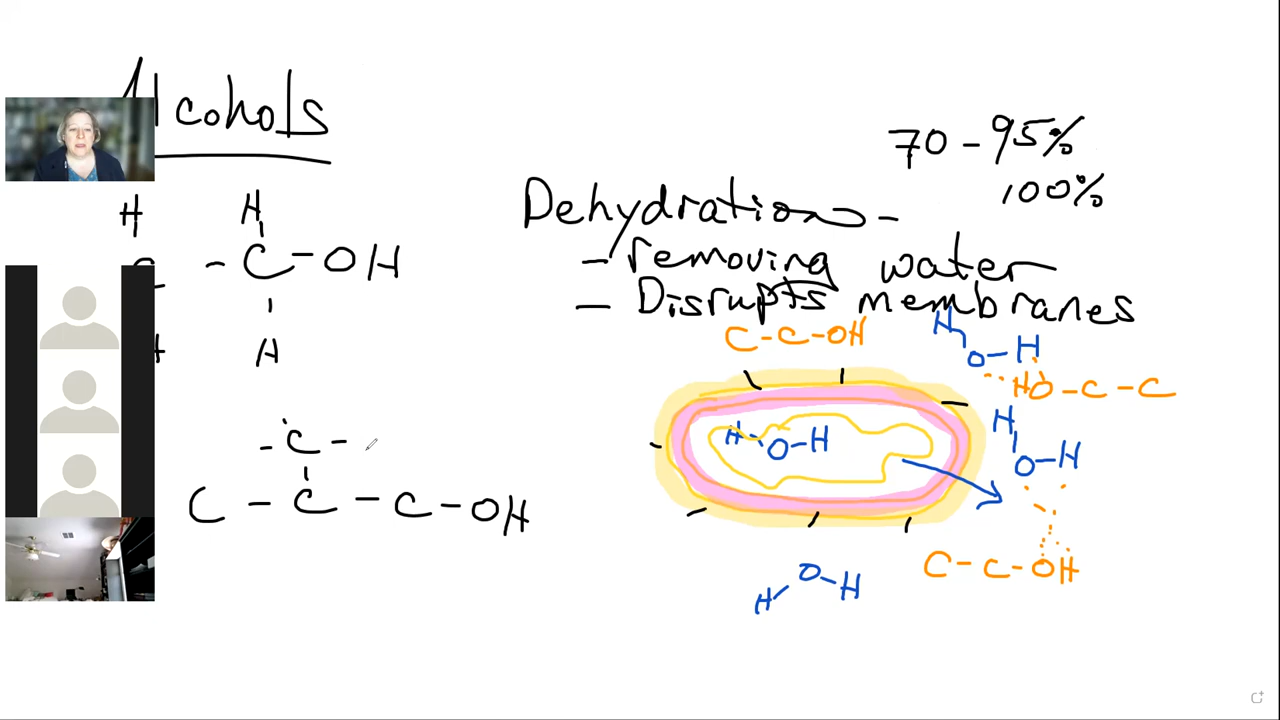 Alcohols
70 - 95%
100%
Dehydration -
- removing water
- Disrupts membranes
H H
- C - OH
H
C - C - OH
H
O - H
HO - C - C
H - O - H
H
O - H
- C -
C - C - C - OH
C - C - OH
H O - H